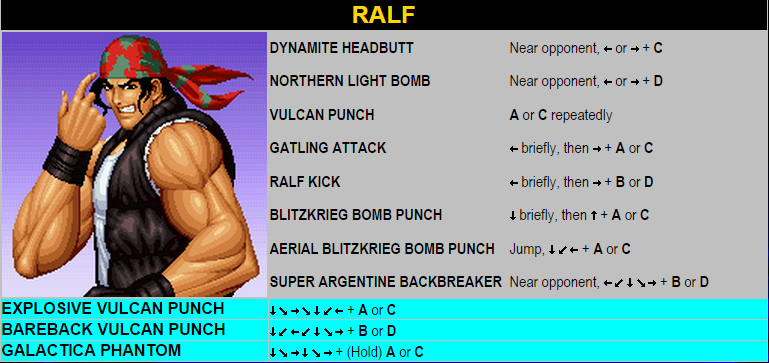 RALF
DYNAMITE HEADBUTT Near opponent, ← or → + C
NORTHERN LIGHT BOMB Near opponent, ← or → + D
VULCAN PUNCH A or C repeatedly
GATLING ATTACK ← briefly, then → + A or C
RALF KICK ← briefly, then → + B or D
BLITZKRIEG BOMB PUNCH ↓ briefly, then ↑ + A or C
AERIAL BLITZKRIEG BOMB PUNCH Jump, ↓ ↙ ← + A or C
SUPER ARGENTINE BACKBREAKER Near opponent, ← ↙ ↓ ↘ → + B or D
EXPLOSIVE VULCAN PUNCH ↓ ↘ → ↘ ↓ ↙ ← + A or C
BAREBACK VULCAN PUNCH ↓ ↙ ← ↙ ↓ ↘ → + B or D
GALACTICA PHANTOM ↓ ↘ → ↓ ↘ → + (Hold) A or C